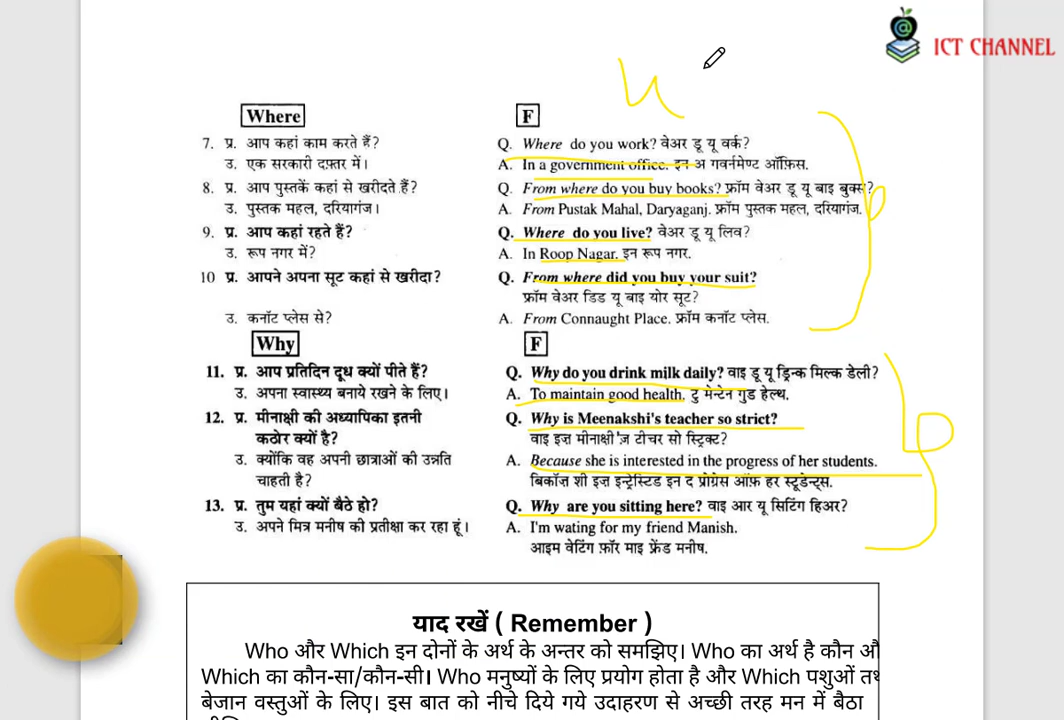 ICT CHANNEL
Where
F
7. प्र. आप कहां काम करते हैं?
Q. Where do you work? वेअर डू यू वर्क?
उ. एक सरकारी दफ़्तर में।
A. In a government office. इन अ गवर्नमेण्ट ऑफ़िस.
8. प्र. आप पुस्तकें कहां से खरीदते हैं?
Q. From where do you buy books? फ्रॉम वेअर डू यू बाइ बुक्स?
उ. पुस्तक महल, दरियागंज।
A. From Pustak Mahal, Daryaganj. फ्रॉम पुस्तक महल, दरियागंज.
9. प्र. आप कहां रहते हैं?
Q. Where do you live? वेअर डू यू लिव?
उ. रूप नगर में?
A. In Roop Nagar. इन रूप नगर.
10 प्र. आपने अपना सूट कहां से खरीदा?
Q. From where did you buy your suit?
फ्रॉम वेअर डिड यू बाइ योर सूट?
उ. कनॉट प्लेस से?
A. From Connaught Place. फ्रॉम कनॉट प्लेस.
Why
F
11. प्र. आप प्रतिदिन दूध क्यों पीते हैं?
Q. Why do you drink milk daily? वाइ डू यू ड्रिन्क मिल्क डेली?
उ. अपना स्वास्थ्य बनाये रखने के लिए।
A. To maintain good health. टु मेन्टेन गुड हेल्थ.
12. प्र. मीनाक्षी की अध्यापिका इतनी
Q. Why is Meenakshi's teacher so strict?
कठोर क्यों है?
वाइ इज़ मीनाक्षी'ज़ टीचर सो स्ट्रिक्ट?
उ. क्योंकि वह अपनी छात्राओं की उन्नति
A. Because she is interested in the progress of her students.
चाहती है?
बिकॉज़ शी इज़ इन्ट्रेस्टिड इन द प्रोग्रेस ऑफ़ हर स्टूडेन्ट्स.
13. प्र. तुम यहां क्यों बैठे हो?
Q. Why are you sitting here? वाइ आर यू सिटिंग हिअर?
उ. अपने मित्र मनीष की प्रतीक्षा कर रहा हूं।
A. I'm wating for my friend Manish.
आइम वेटिंग फ़ॉर माइ फ्रेंड मनीष.
याद रखें ( Remember )
Who और Which इन दोनों के अर्थ के अन्तर को समझिए। Who का अर्थ है कौन
Which का कौन-सा/कौन-सी। Who मनुष्यों के लिए प्रयोग होता है और Which पशुओं
बेजान वस्तुओं के लिए। इस बात को नीचे दिये गये उदाहरण से अच्छी तरह मन में बैठा